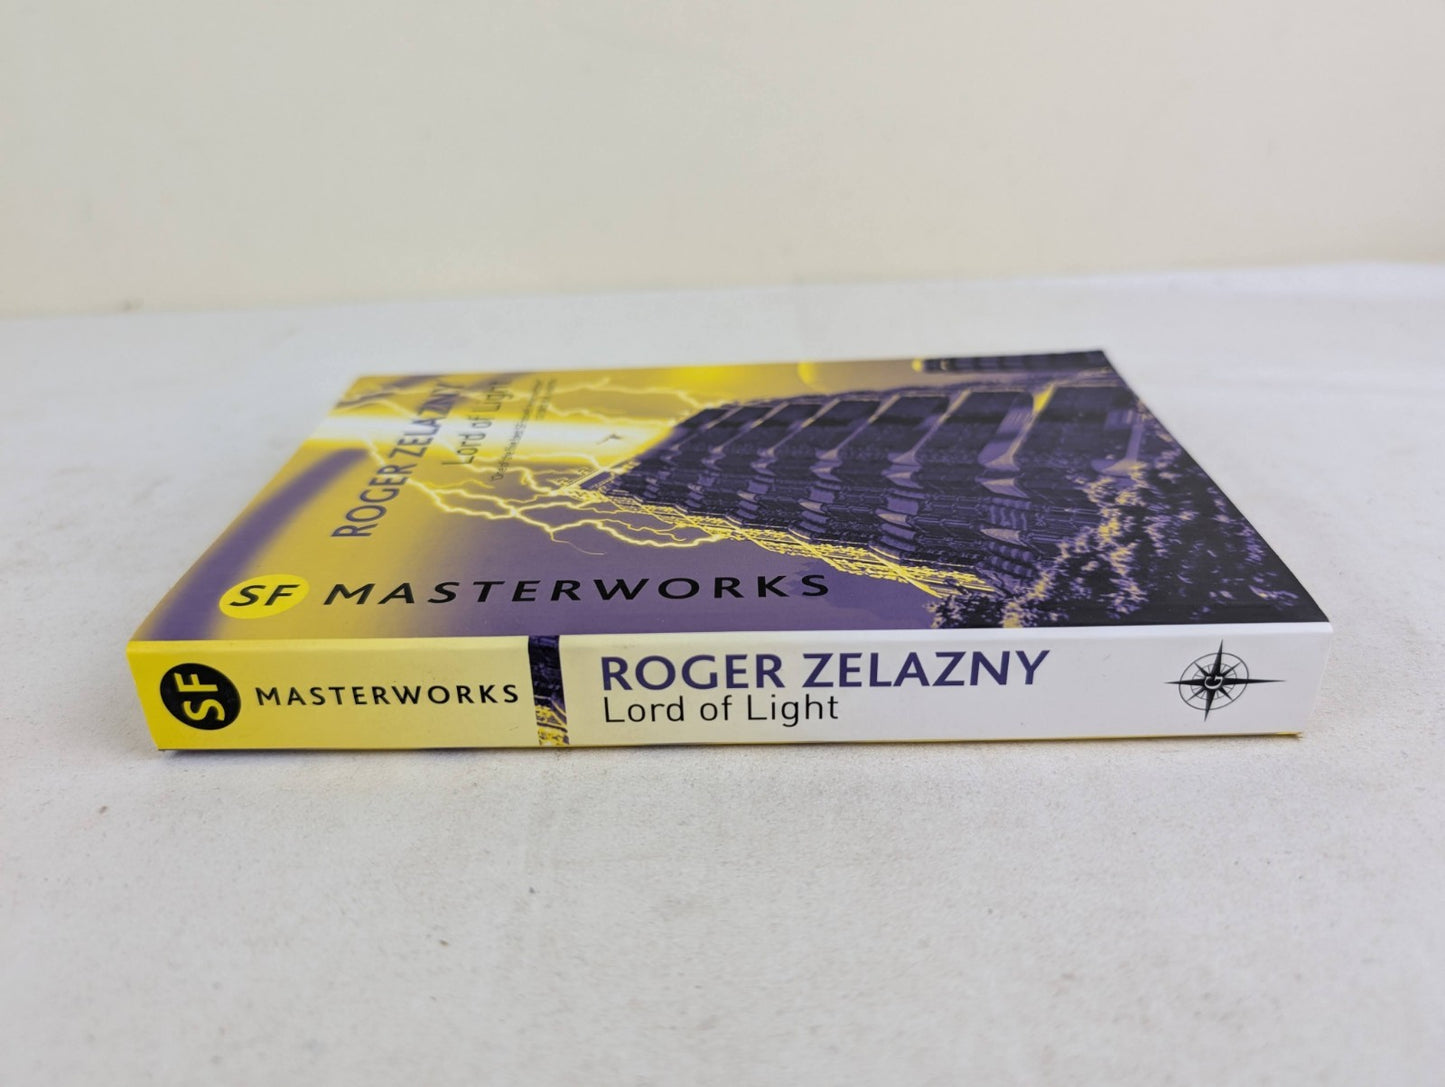 ROGER ZELAZNY
Lord of Light
SF MASTERWORKS
SF MASTERWORKS
ROGER ZELAZNY
Lord of Light